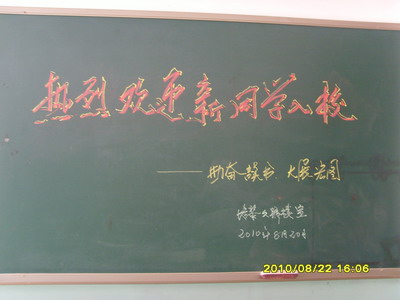 热烈欢迎新同学入校
——勤奋读书 大展宏图
2010年8月20日
2010/08/22 16:06